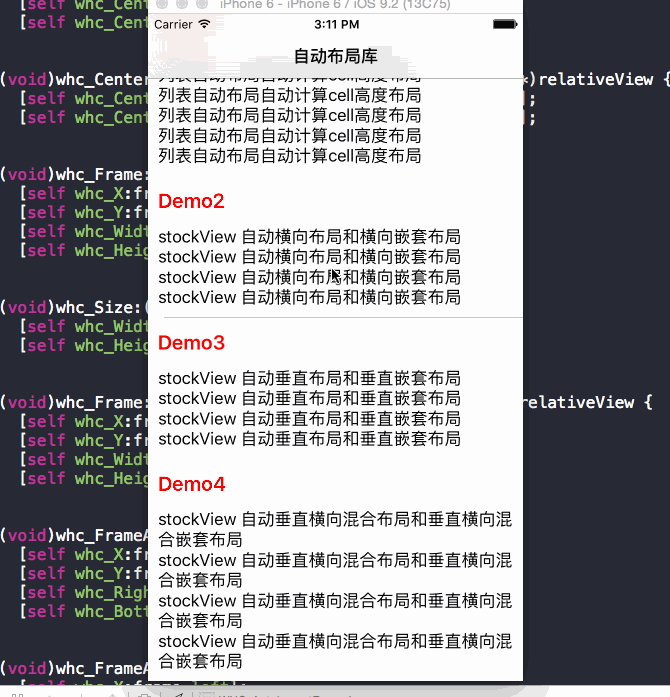 iPhone 6 - iPhone 6 / iOS 9.2 (13C75)
Carrier 3:11 PM
自动布局库
列表自动布局自动计算cell高度布局
列表自动布局自动计算cell高度布局
列表自动布局自动计算cell高度布局
列表自动布局自动计算cell高度布局
列表自动布局自动计算cell高度布局
Demo2
stockView 自动横向布局和横向嵌套布局
stockView 自动横向布局和横向嵌套布局
stockView 自动横向布局和横向嵌套布局
stockView 自动横向布局和横向嵌套布局
Demo3
stockView 自动垂直布局和垂直嵌套布局
stockView 自动垂直布局和垂直嵌套布局
stockView 自动垂直布局和垂直嵌套布局
stockView 自动垂直布局和垂直嵌套布局
Demo4
stockView 自动垂直横向混合布局和垂直横向混
合嵌套布局
stockView 自动垂直横向混合布局和垂直横向混
合嵌套布局
stockView 自动垂直横向混合布局和垂直横向混
合嵌套布局
stockView 自动垂直横向混合布局和垂直横向混
合嵌套布局
[self whc_Cent
(void)whc_Center
)relativeView {
[self whc_Cent
];
[self whc_Cent
];
(void)whc_Frame:
[self whc_X:fr
[self whc_Y:fr
[self whc_Widt
[self whc_Heig
(void)whc_Size:(
[self whc_Widt
[self whc_Heig
(void)whc_Frame:
relativeView {
[self whc_X:fr
[self whc_Y:fr
[self whc_Widt
[self whc_Heig
(void)whc_FrameA
[self whc_X:fr
[self whc_Y:fr
[self whc_Righ
[self whc_Bott
(void)whc_FrameA